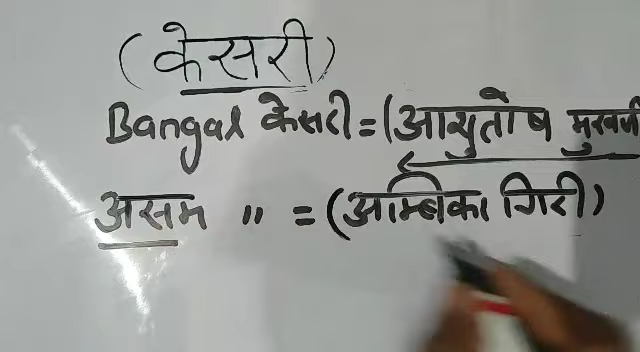 (केसरी)
Bangal केसरी = (आशुतोष मुखर्जी
असम " = (अम्बिका गिरी)